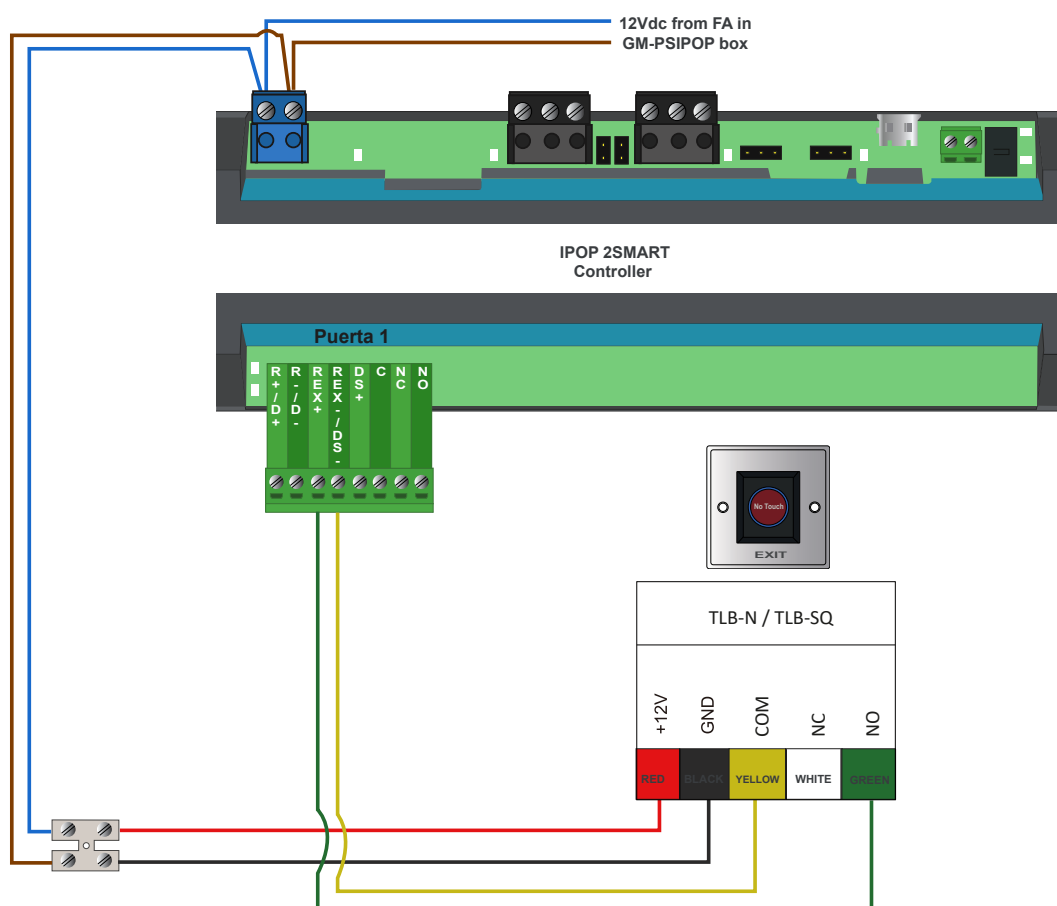 12Vdc from FA in
GM-PSIPOP box
IPOP 2SMART
Controller
Puerta 1
R+/D+
R-/D-
REX+
REX-/DS-
DS+
C
NC
NO
No Touch
EXIT
TLB-N / TLB-SQ
+12V
GND
COM
NC
NO
RED
BLACK
YELLOW
WHITE
GREEN